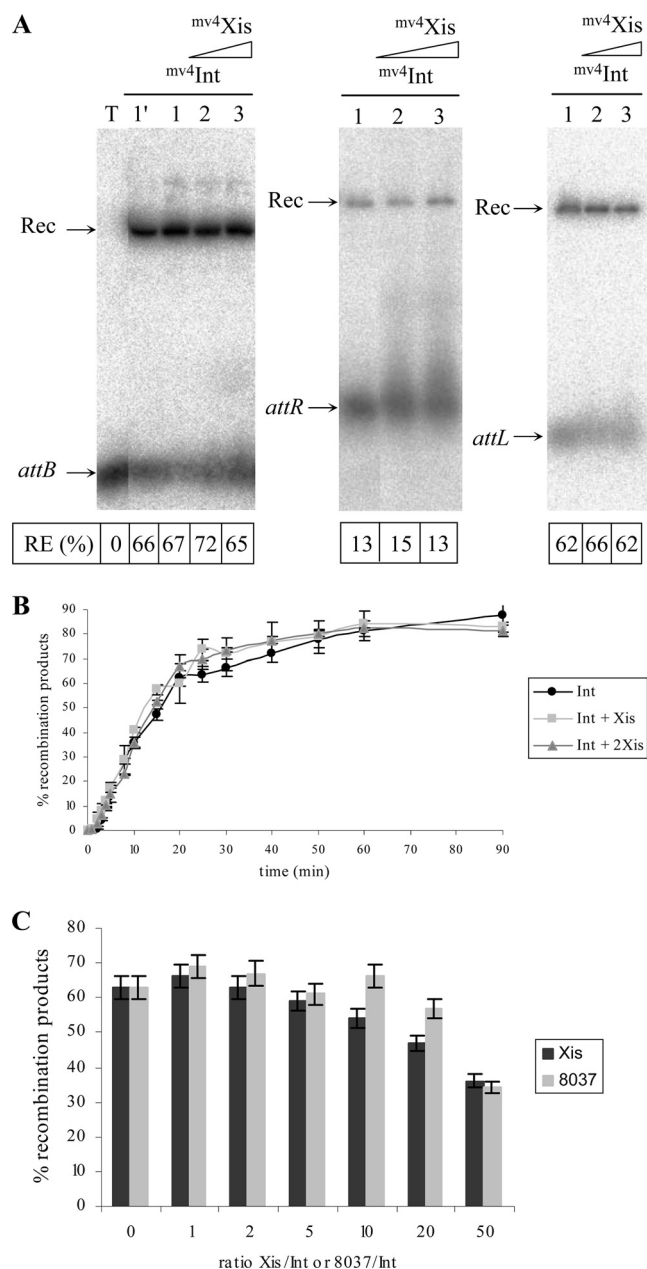 A
mv4Xis
mv4Int
T 1' 1 2 3
Rec
attB
RE (%) 0 66 67 72 65
mv4Xis
mv4Int
1 2 3
Rec
attR
13 15 13
mv4Xis
mv4Int
1 2 3
Rec
attL
62 66 62
B
% recombination products
90
80
70
60
50
40
30
20
10
0
0 10 20 30 40 50 60 70 80 90
time (min)
Int
Int + Xis
Int + 2Xis
C
% recombination products
80
70
60
50
40
30
20
10
0
0 1 2 5 10 20 50
ratio Xis/Int or 8037/Int
Xis
8037